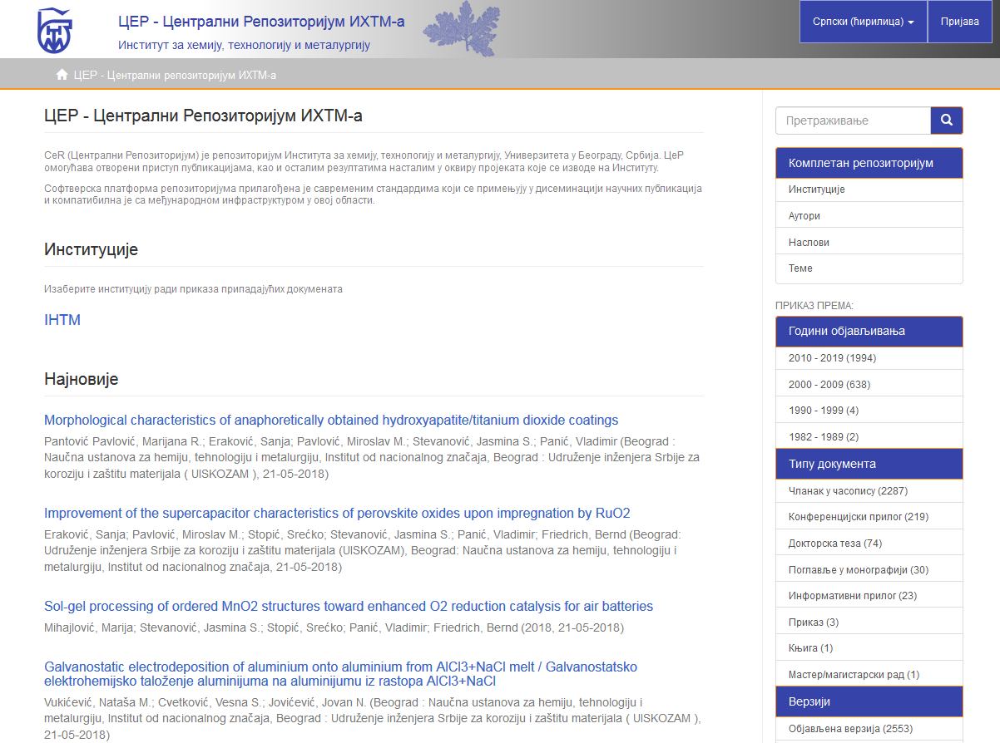 ЦЕР - Централни Репозиторијум ИХТМ-а
Институт за хемију, технологију и металургију
Српски (ћирилица)
Пријава
ЦЕР - Централни репозиторијум ИХТМ-а
ЦЕР - Централни Репозиторијум ИХТМ-а
CeR (Централни Репозиторијум) је репозиторијум Института за хемију, технологију и металургију, Универзитета у Београду, Србија. ЦеР
омогућава отворени приступ публикацијама, као и осталим резултатима насталим у оквиру пројеката које се изводе на Институту.
Софтверска платформа репозиторијума прилагођена је савременим стандардима који се примењују у дисеминацији научних публикација
и компатибилна је са међународном инфраструктуром у овој области.
Институције
Изаберите институцију ради приказа припадајућих докумената
IHTM
Најновије
Morphological characteristics of anaphoretically obtained hydroxyapatite/titanium dioxide coatings
Pantović Pavlović, Marijana R.; Eraković, Sanja; Pavlović, Miroslav M.; Stevanović, Jasmina S.; Panić, Vladimir (Beograd :
Naučna ustanova za hemiju, tehnologiju i metalurgiju, Institut od nacionalnog značaja, Beograd : Udruženje inženjera Srbije za
koroziju i zaštitu materijala ( UISKOZAM ), 21-05-2018)
Improvement of the supercapacitor characteristics of perovskite oxides upon impregnation by RuO2
Eraković, Sanja; Pavlović, Miroslav M.; Stopić, Srećko; Stevanović, Jasmina S.; Panić, Vladimir; Friedrich, Bernd (Beograd:
Udruženje inženjera Srbije za koroziju i zaštitu materijala (UISKOZAM), Beograd: Naučna ustanova za hemiju, tehnologiju i
metalurgiju, Institut od nacionalnog značaja, 21-05-2018)
Sol-gel processing of ordered MnO2 structures toward enhanced O2 reduction catalysis for air batteries
Mihajlović, Marija; Stevanović, Jasmina S.; Stopić, Srećko; Panić, Vladimir; Friedrich, Bernd (2018, 21-05-2018)
Galvanostatic electrodeposition of aluminium onto aluminium from AlCl3+NaCl melt / Galvanostatsko
elektrohemijsko taloženje aluminijuma na aluminijumu iz rastopa AlCl3+NaCl
Vukićević, Nataša M.; Cvetković, Vesna S.; Jovićević, Jovan N. (Beograd : Naučna ustanova za hemiju, tehnologiju i
metalurgiju, Institut od nacionalnog značaja, Beograd : Udruženje inženjera Srbije za koroziju i zaštitu materijala ( UISKOZAM ),
21-05-2018)
Претраживање
Комплетан репозиторијум
Институције
Аутори
Наслови
Теме
ПРИКАЗ ПРЕМА:
Години објављивања
2010 - 2019 (1994)
2000 - 2009 (638)
1990 - 1999 (4)
1982 - 1989 (2)
Типу документа
Чланак у часопису (2287)
Конференцијски прилог (219)
Докторска теза (74)
Поглавље у монографији (30)
Информативни прилог (23)
Приказ (3)
Књига (1)
Мастер/магистарски рад (1)
Верзији
Објављена верзија (2553)